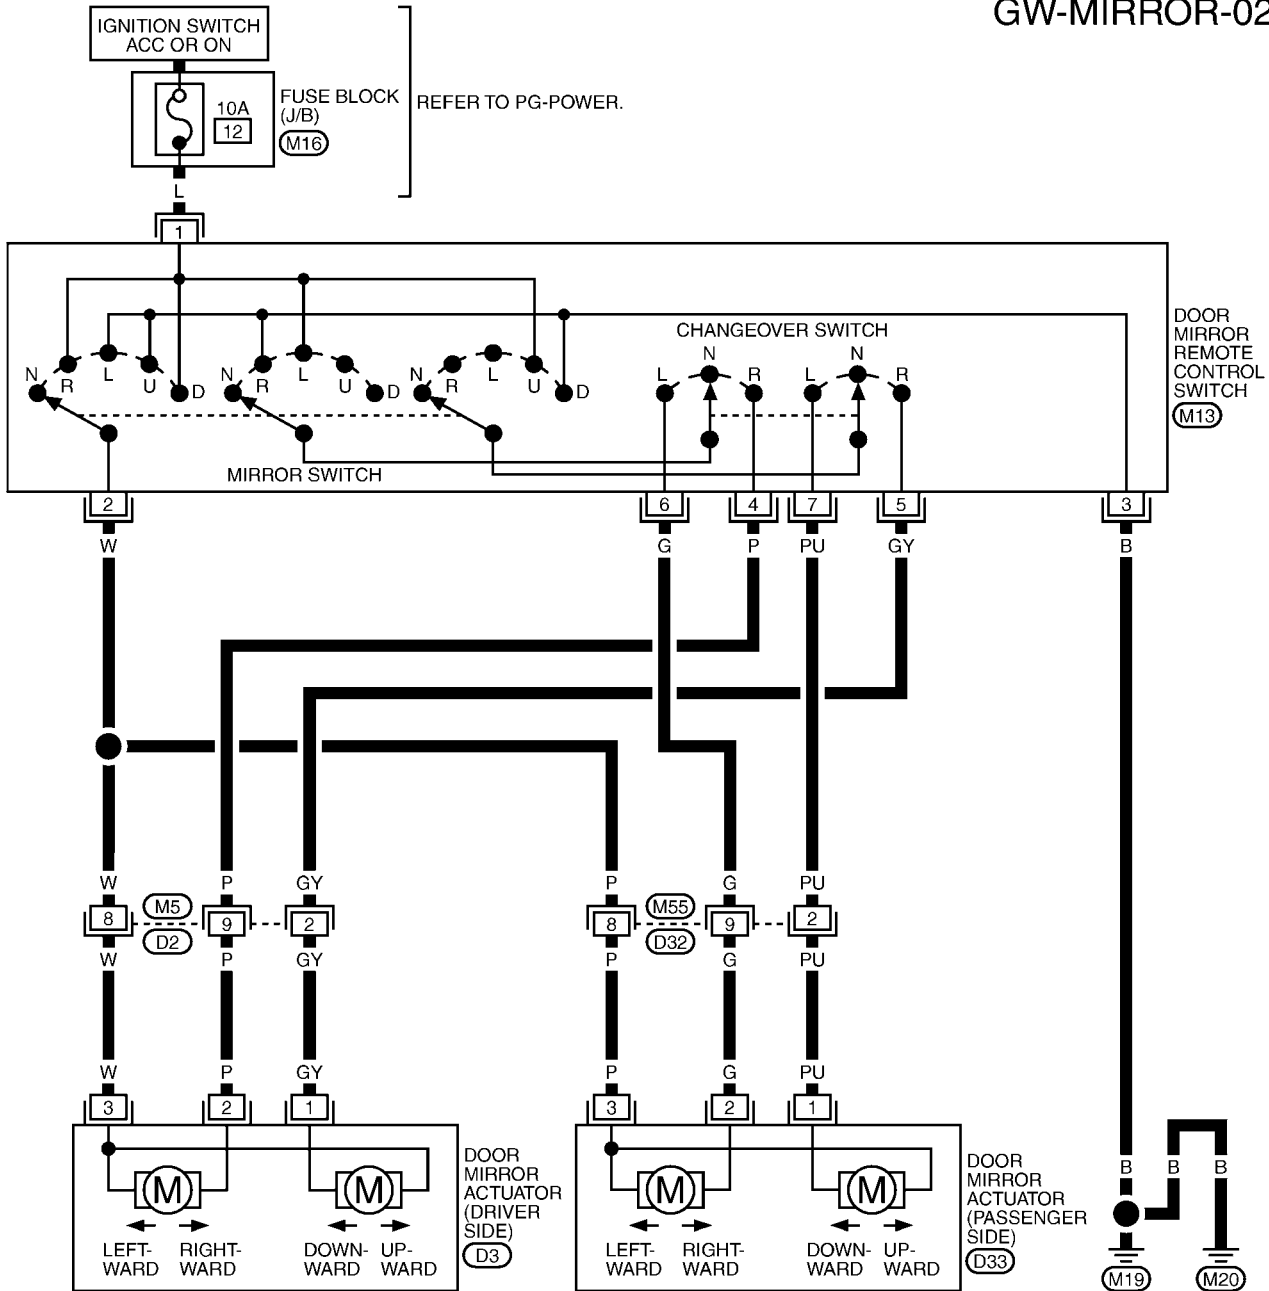 GW-MIRROR-02
IGNITION SWITCH
ACC OR ON
10A
12
FUSE BLOCK
(J/B)
M16
REFER TO PG-POWER.
L
1
N
R
L
U
D
N
R
L
U
D
N
R
L
U
D
CHANGEOVER SWITCH
L
N
R
L
N
R
MIRROR SWITCH
DOOR
MIRROR
REMOTE
CONTROL
SWITCH
M13
2 6 4 7 5 3
W G P PU GY B
W P GY P G PU
8 M5 9 2 8 M55 9 2
D2 D32
W P GY P G PU
W P GY P G PU
3 2 1 3 2 1
M M M M
LEFT-
WARD
RIGHT-
WARD
DOWN-
WARD
UP-
WARD
DOOR
MIRROR
ACTUATOR
(DRIVER
SIDE)
D3
LEFT-
WARD
RIGHT-
WARD
DOWN-
WARD
UP-
WARD
DOOR
MIRROR
ACTUATOR
(PASSENGER
SIDE)
D33
B B B
M19 M20